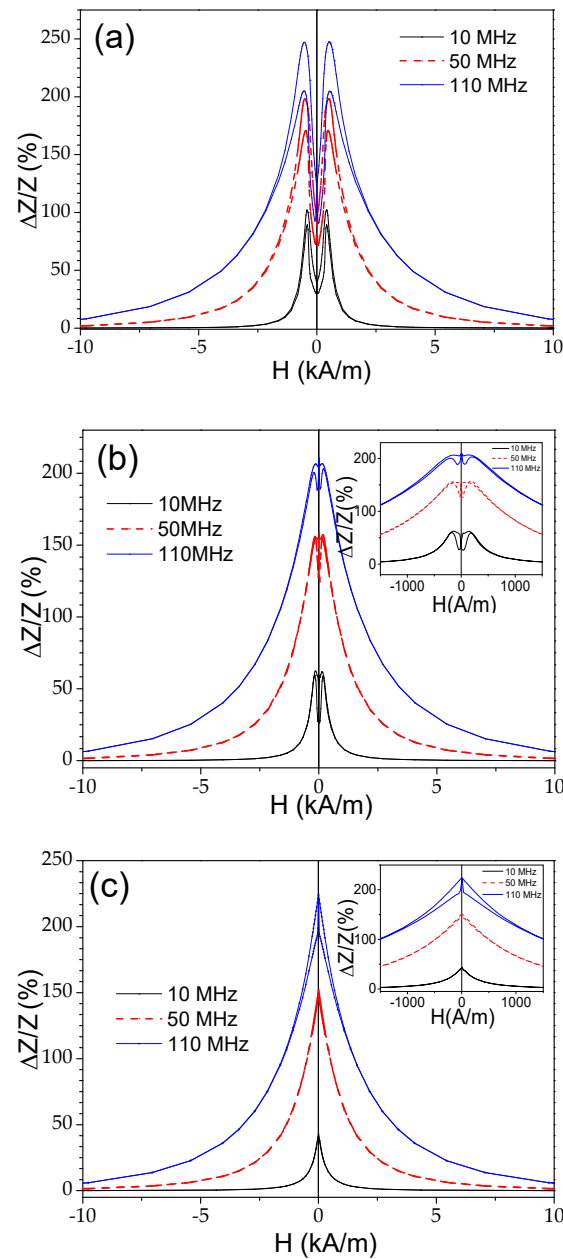 (a)
10 MHz
50 MHz
110 MHz
250
200
150
100
50
0
ΔZ/Z (%)
-10 -5 0 5 10
H (kA/m)
(b)
10MHz
50MHz
110MHz
200
150
100
50
0
ΔZ/Z (%)
-10 -5 0 5 10
H (kA/m)
10 MHz
50 MHz
110 MHz
200
100
0
ΔZ/Z(%)
-1000 0 1000
H(A/m)
(c)
10 MHz
50 MHz
110 MHz
250
200
150
100
50
0
ΔZ/Z (%)
-10 -5 0 5 10
H (kA/m)
10 MHz
50 MHz
110 MHz
200
100
0
ΔZ/Z(%)
-1000 0 1000
H(A/m)